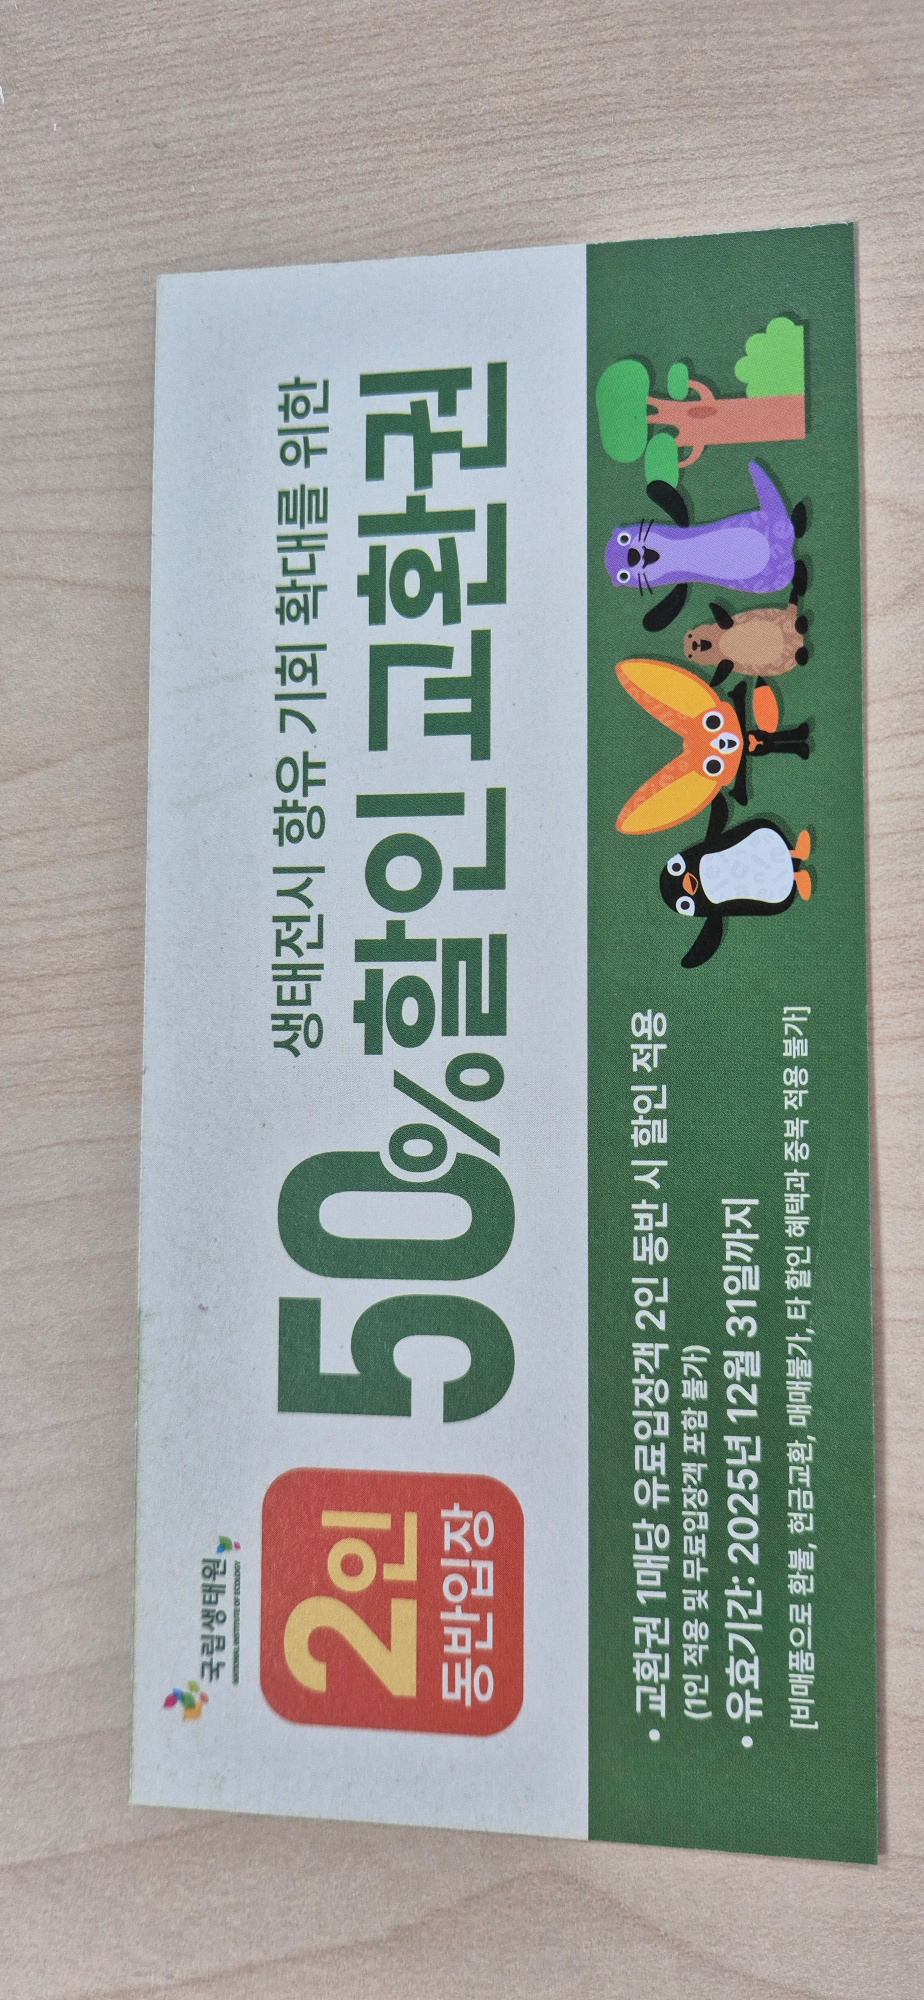 국립생태원
NATIONAL INSTITUTE OF ECOLOGY
2인
동반입장
생태전시 향유 기회 확대를 위한
50%할인 교환권
• 교환권 1매당 유료입장객 2인 동반 시 할인 적용
(1인 적용 및 무료입장객 포함 불가)
• 유효기간: 2025년 12월 31일까지
[비매품으로 환불, 현금교환, 매매불가, 타 할인 혜택과 중복 적용 불가]